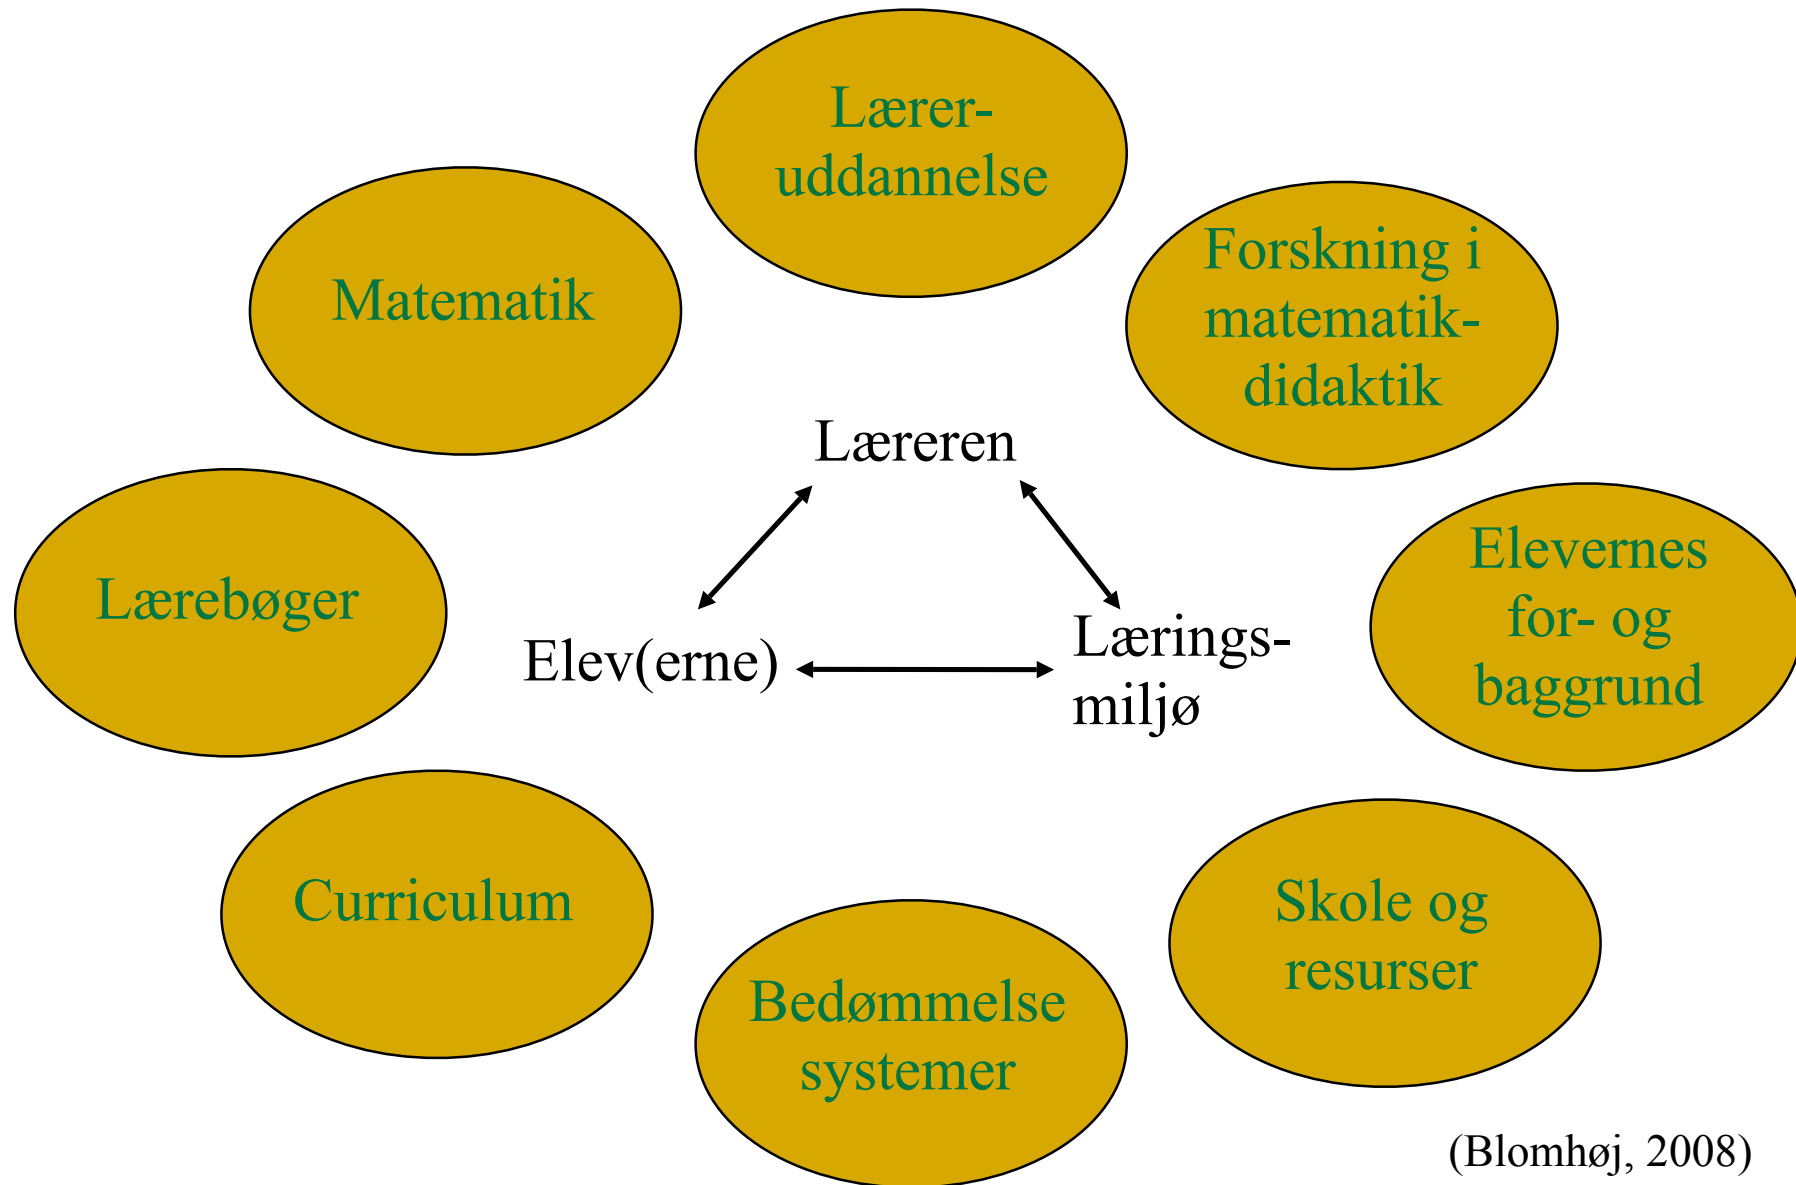 Lærer-
uddannelse
Matematik
Forskning i
matematik-
didaktik
Læreren
Lærebøger
Elev(erne)
Lærings-
miljø
Elevernes
for- og
baggrund
Curriculum
Bedømmelse
systemer
Skole og
resurser
(Blomhøj, 2008)